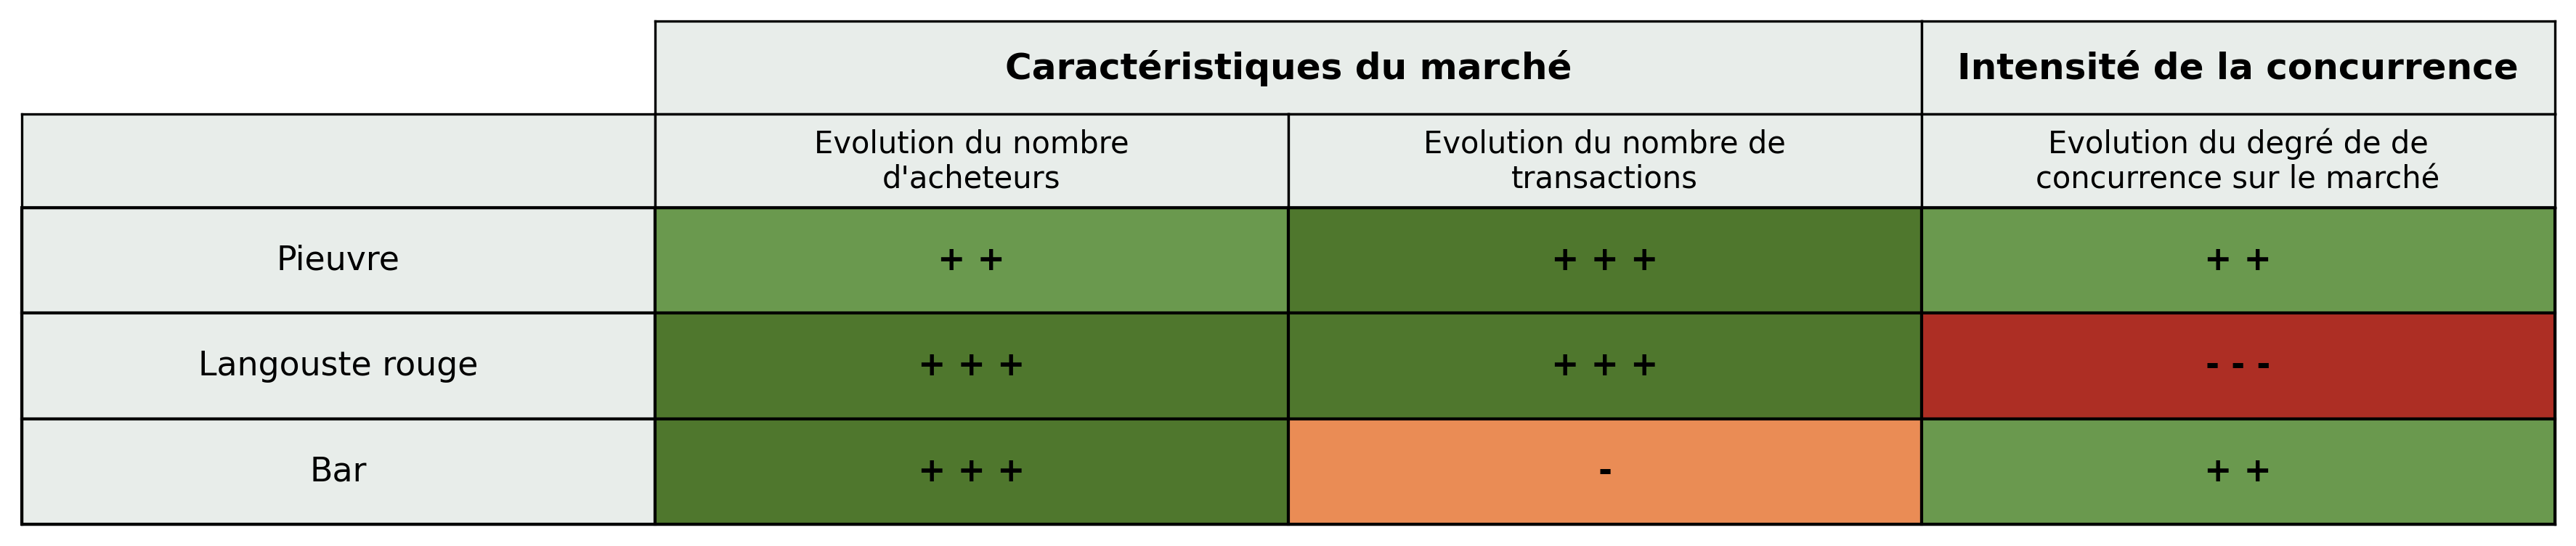 Caractéristiques du marché
Intensité de la concurrence
Evolution du nombre
d'acheteurs
Evolution du nombre de
transactions
Evolution du degré de de
concurrence sur le marché
Pieuvre
+ +
+ + +
+ +
Langouste rouge
+ + +
+ + +
- - -
Bar
+ + +
-
+ +